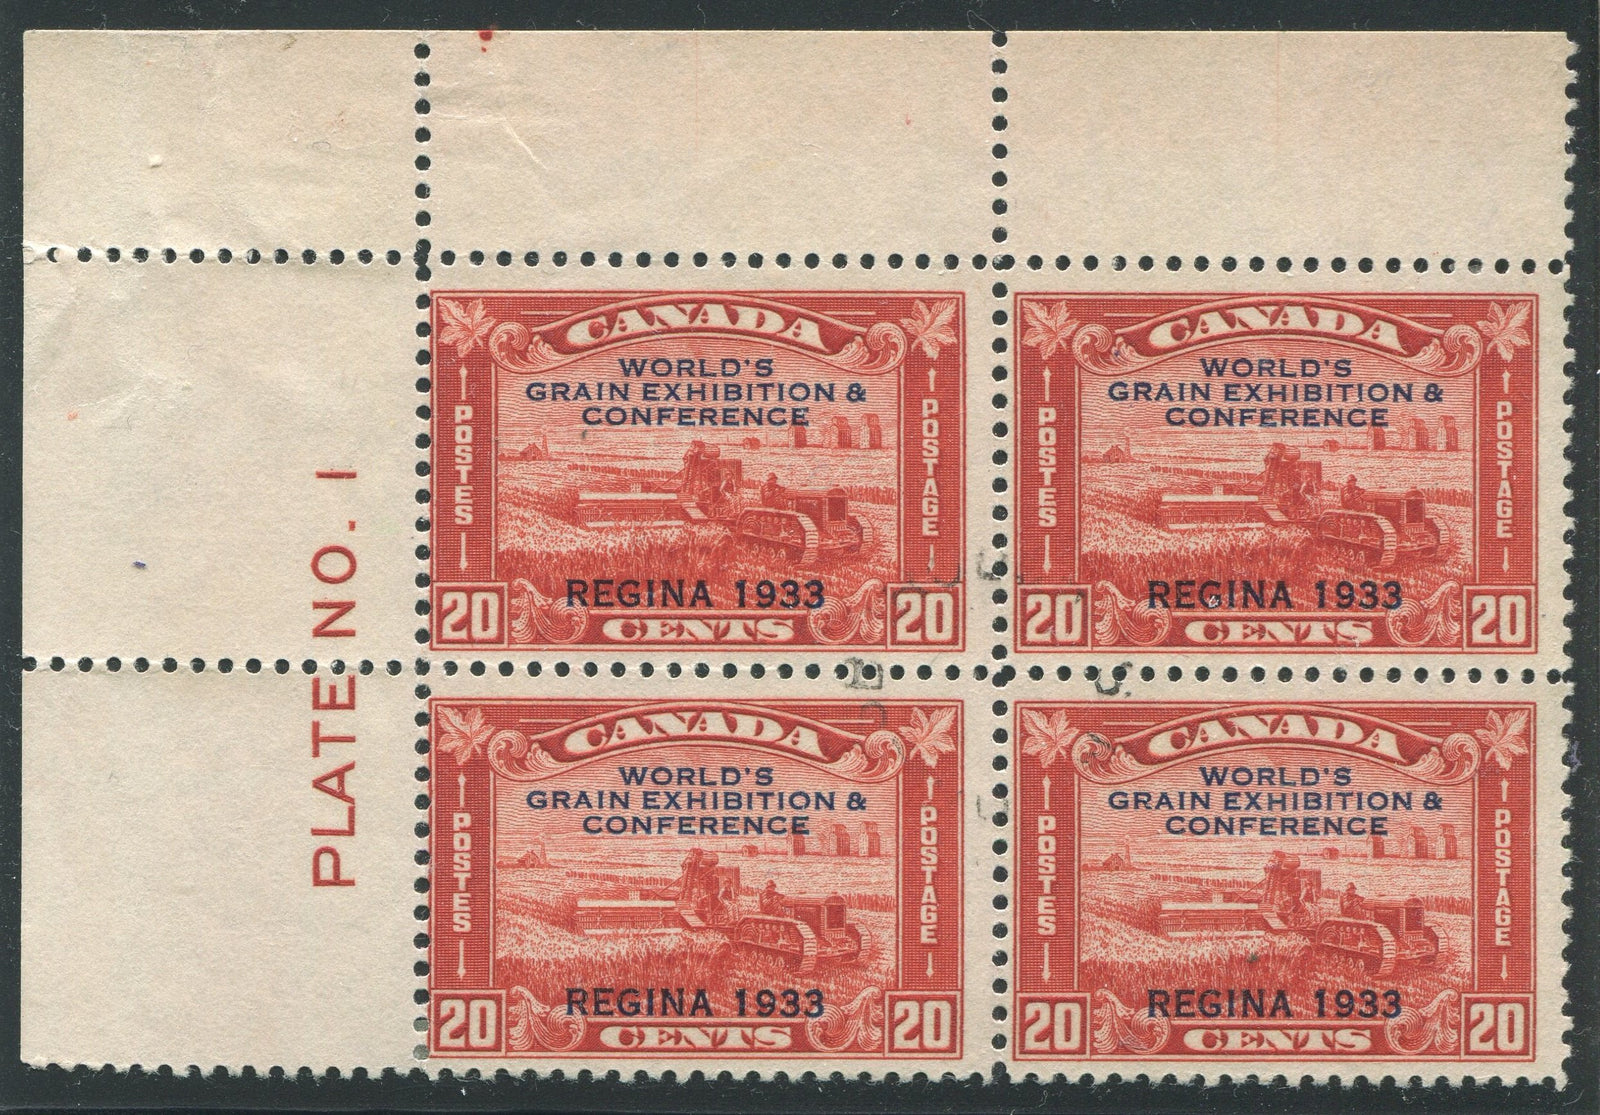 PLATE NO. 1
CANADA
WORLD'S
GRAIN EXHIBITION &
CONFERENCE
POSTES
POSTAGE
REGINA 1933
20
CENTS
20
CANADA
WORLD'S
GRAIN EXHIBITION &
CONFERENCE
POSTES
POSTAGE
REGINA 1933
20
CENTS
20
CANADA
WORLD'S
GRAIN EXHIBITION &
CONFERENCE
POSTES
POSTAGE
REGINA 1933
20
CENTS
20
CANADA
WORLD'S
GRAIN EXHIBITION &
CONFERENCE
POSTES
POSTAGE
REGINA 1933
20
CENTS
20